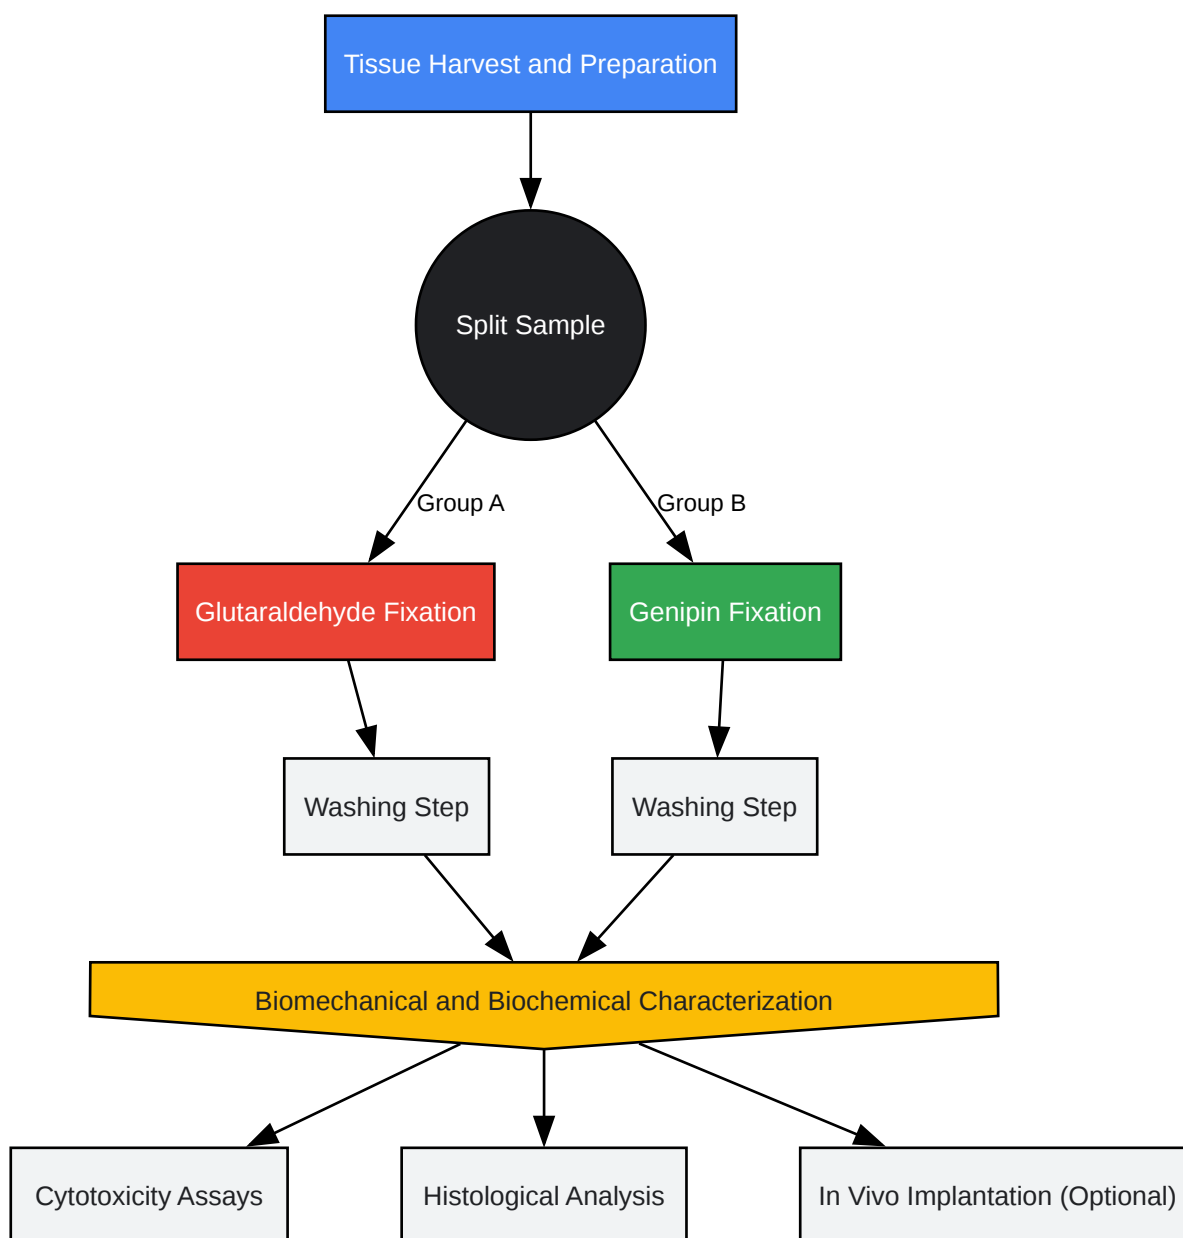 Tissue Harvest and Preparation
Split Sample
Group A
Group B
Glutaraldehyde Fixation
Genipin Fixation
Washing Step
Washing Step
Biomechanical and Biochemical Characterization
Cytotoxicity Assays
Histological Analysis
In Vivo Implantation (Optional)